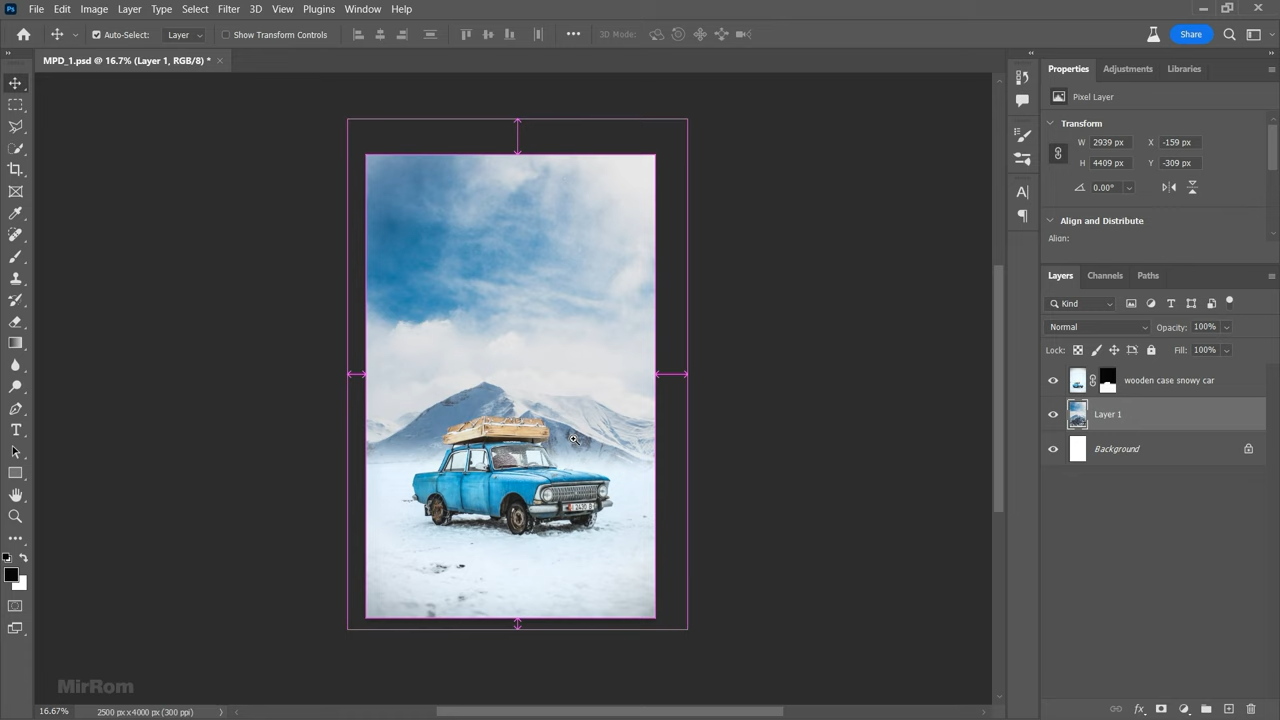 Ps File Edit Image Layer Type Select Filter 3D View Plugins Window Help
Auto-Select: Layer Show Transform Controls 3D Mode: Share
MPD_1.psd @ 16.7% (Layer 1, RGB/8) *
Properties Adjustments Libraries
Pixel Layer
Transform
W 2939 px X -159 px
H 4409 px Y -309 px
0.00°
Align and Distribute
Align:
Layers Channels Paths
Kind
Normal Opacity: 100%
Lock: Fill: 100%
wooden case snowy car
Layer 1
Background
MirRom
16.67% 2500 px x 4000 px (300 ppi)